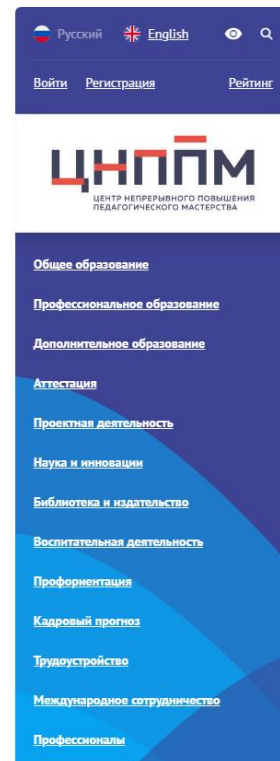 Русский English
Войти Регистрация Рейтинг
ЦНППМ
ЦЕНТР НЕПРЕРЫВНОГО ПОВЫШЕНИЯ
ПЕДАГОГИЧЕСКОГО МАСТЕРСТВА
Общее образование
Профессиональное образование
Дополнительное образование
Аттестация
Проектная деятельность
Наука и инновации
Библиотека и издательство
Воспитательная деятельность
Профориентация
Кадровый прогноз
Трудоустройство
Международное сотрудничество
Профессионалы